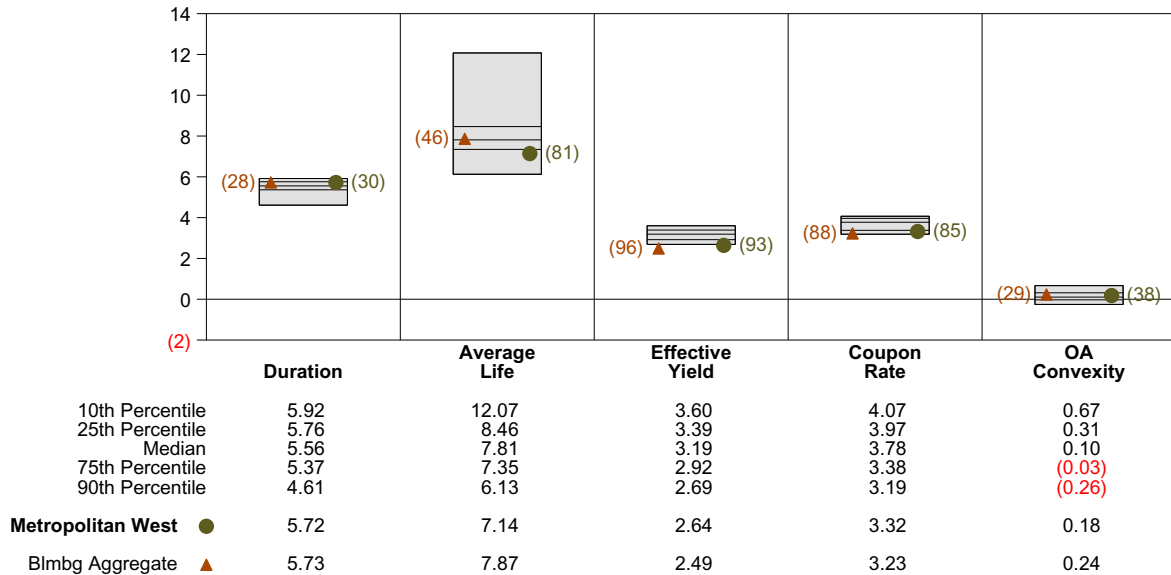 14
12
10
8
6
4
2
0
(2)
(28) (30)
(46) (81)
(96) (93)
(88) (85)
(29) (38)
Duration Average Life Effective Yield Coupon Rate OA Convexity
10th Percentile 5.92 12.07 3.60 4.07 0.67
25th Percentile 5.76 8.46 3.39 3.97 0.31
Median 5.56 7.81 3.19 3.78 0.10
75th Percentile 5.37 7.35 2.92 3.38 (0.03)
90th Percentile 4.61 6.13 2.69 3.19 (0.26)
Metropolitan West 5.72 7.14 2.64 3.32 0.18
Blmbg Aggregate 5.73 7.87 2.49 3.23 0.24